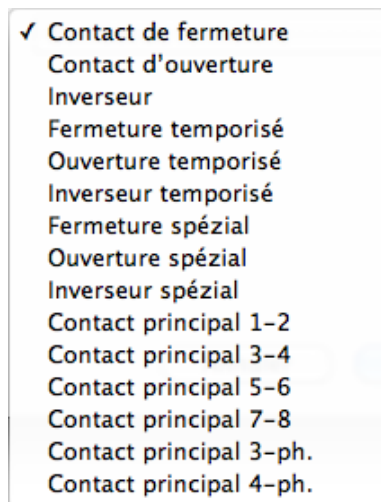 ✓ Contact de fermeture
Contact d’ouverture
Inverseur
Fermeture temporisé
Ouverture temporisé
Inverseur temporisé
Fermeture spézial
Ouverture spézial
Inverseur spézial
Contact principal 1-2
Contact principal 3-4
Contact principal 5-6
Contact principal 7-8
Contact principal 3-ph.
Contact principal 4-ph.